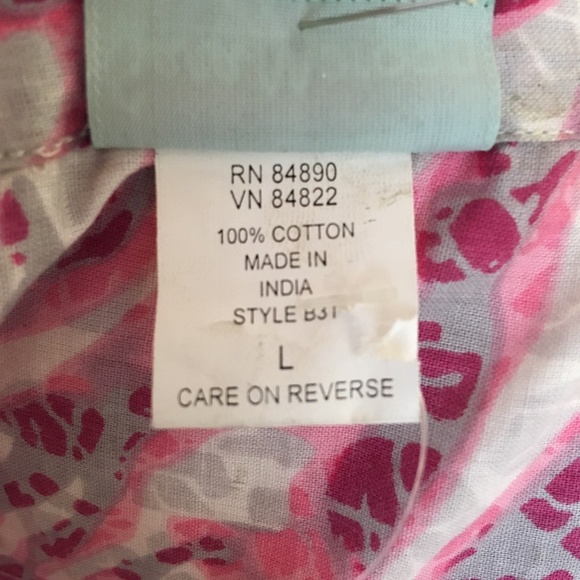 RN 84890
VN 84822
100% COTTON
MADE IN
INDIA
STYLE
L
CARE ON REVERSE